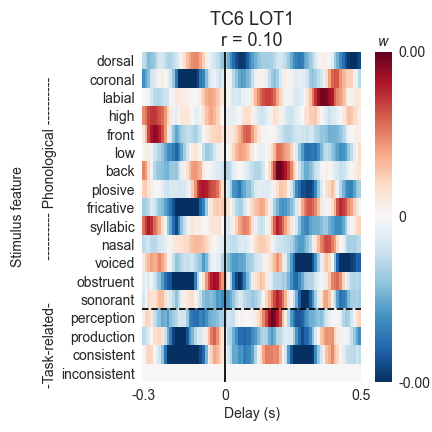 TC6 LOT1
r = 0.10
w
dorsal
coronal
labial
high
front
low
back
plosive
fricative
syllabic
nasal
voiced
obstruent
sonorant
perception
production
consistent
inconsistent
Stimulus feature
-Task-related- ---------- Phonological ----------
0.00
0
-0.00
-0.3 0 0.5
Delay (s)